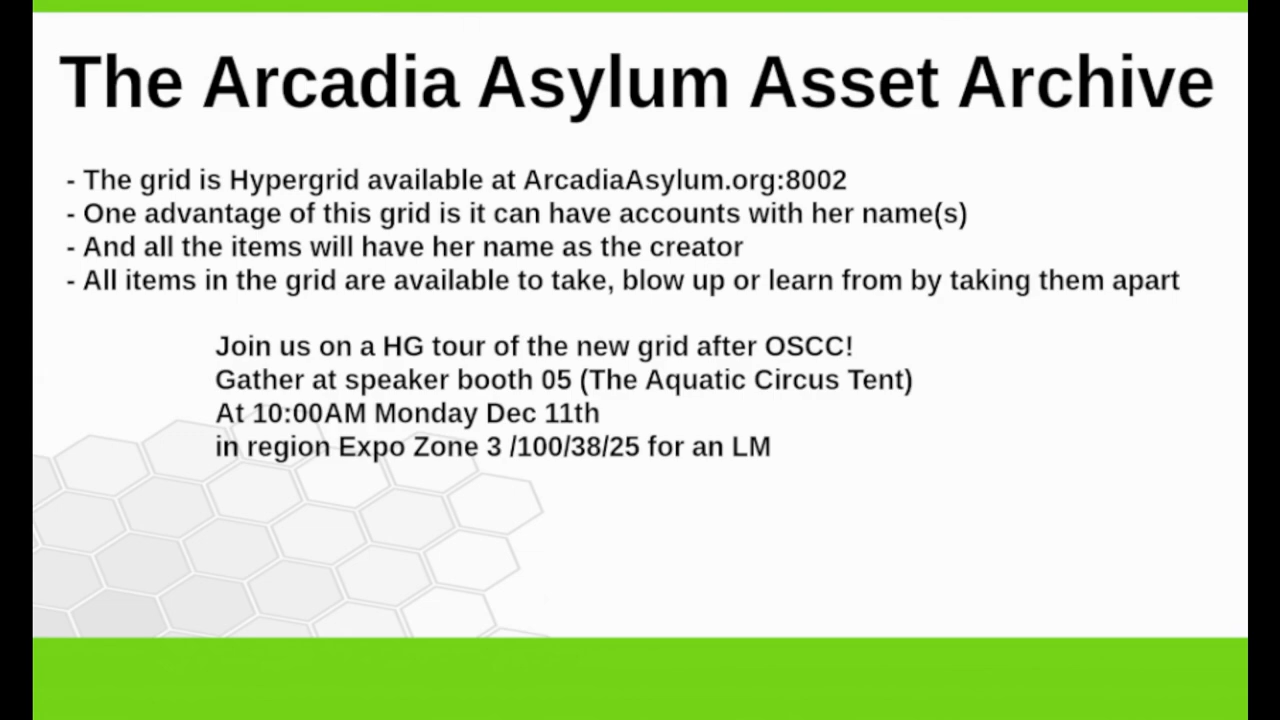 The Arcadia Asylum Asset Archive
- The grid is Hypergrid available at ArcadiaAsylum.org:8002
- One advantage of this grid is it can have accounts with her name(s)
- And all the items will have her name as the creator
- All items in the grid are available to take, blow up or learn from by taking them apart
Join us on a HG tour of the new grid after OSCC!
Gather at speaker booth 05 (The Aquatic Circus Tent)
At 10:00AM Monday Dec 11th
in region Expo Zone 3 /100/38/25 for an LM